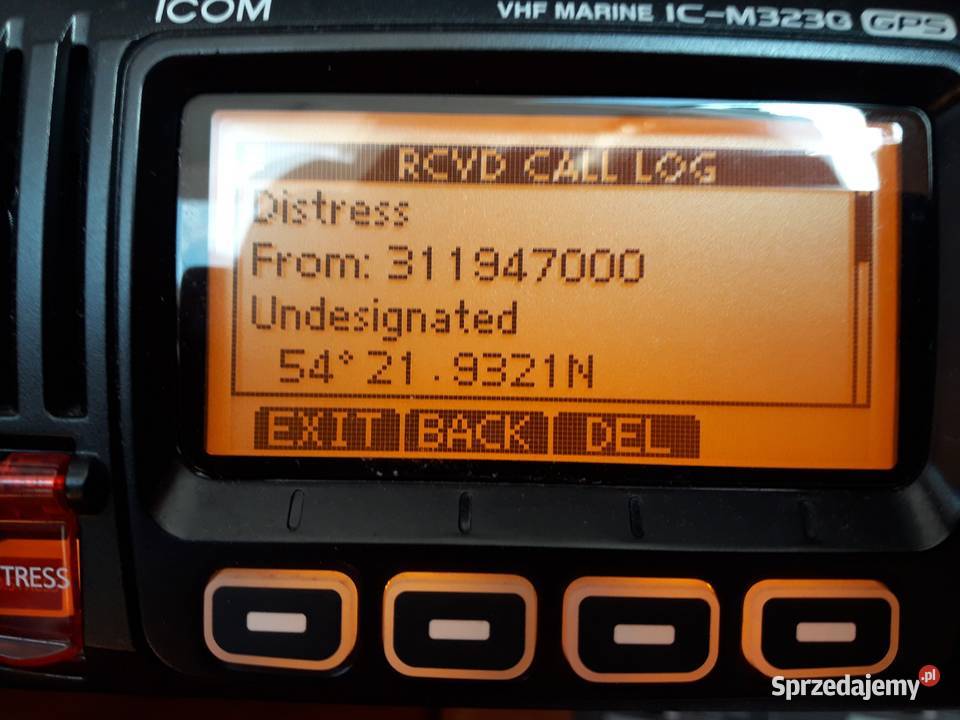 ICOM
VHF MARINE IC-M323G GPS
RCVD CALL LOG
Distress
From: 311947000
Undesignated
54°21.9321N
EXIT BACK DEL
TRESS
Sprzedajemy.pl